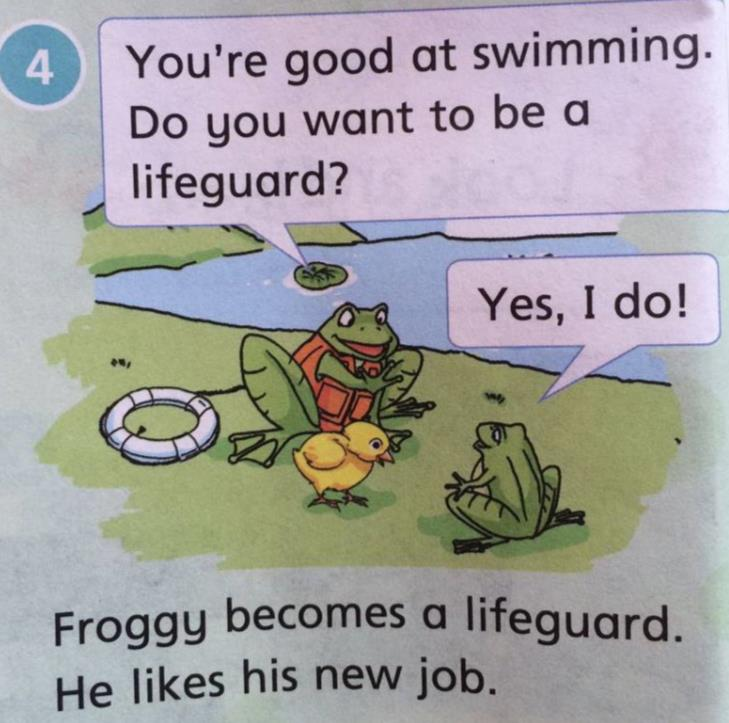 4
You're good at swimming.
Do you want to be a
lifeguard?
Yes, I do!
Froggy becomes a lifeguard.
He likes his new job.